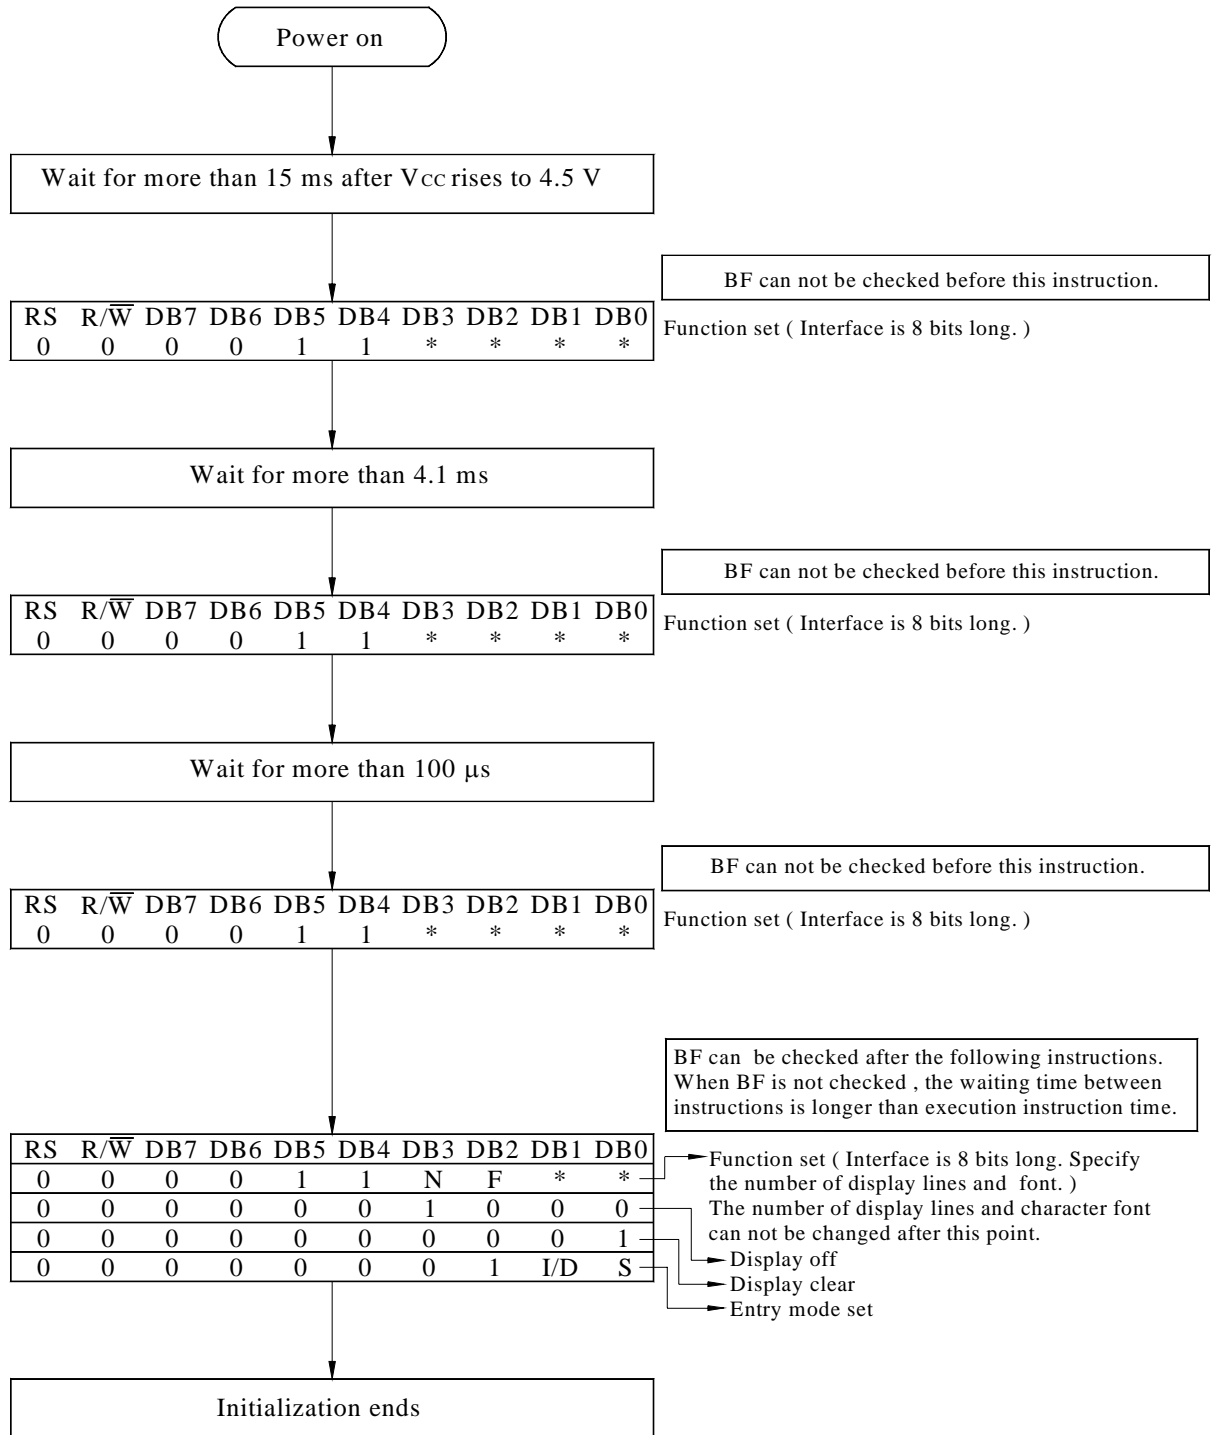 Power on
Wait for more than 15 ms after VCC rises to 4.5 V
BF can not be checked before this instruction.
RS R/W̅ DB7 DB6 DB5 DB4 DB3 DB2 DB1 DB0
0 0 0 0 1 1 * * * *
Function set ( Interface is 8 bits long. )
Wait for more than 4.1 ms
BF can not be checked before this instruction.
RS R/W̅ DB7 DB6 DB5 DB4 DB3 DB2 DB1 DB0
0 0 0 0 1 1 * * * *
Function set ( Interface is 8 bits long. )
Wait for more than 100 µs
BF can not be checked before this instruction.
RS R/W̅ DB7 DB6 DB5 DB4 DB3 DB2 DB1 DB0
0 0 0 0 1 1 * * * *
Function set ( Interface is 8 bits long. )
BF can be checked after the following instructions.
When BF is not checked , the waiting time between
instructions is longer than execution instruction time.
RS R/W̅ DB7 DB6 DB5 DB4 DB3 DB2 DB1 DB0
0 0 0 0 1 1 N F * *
0 0 0 0 0 0 1 0 0 0
0 0 0 0 0 0 0 0 0 1
0 0 0 0 0 0 0 1 I/D S
Function set ( Interface is 8 bits long. Specify
the number of display lines and font. )
The number of display lines and character font
can not be changed after this point.
Display off
Display clear
Entry mode set
Initialization ends